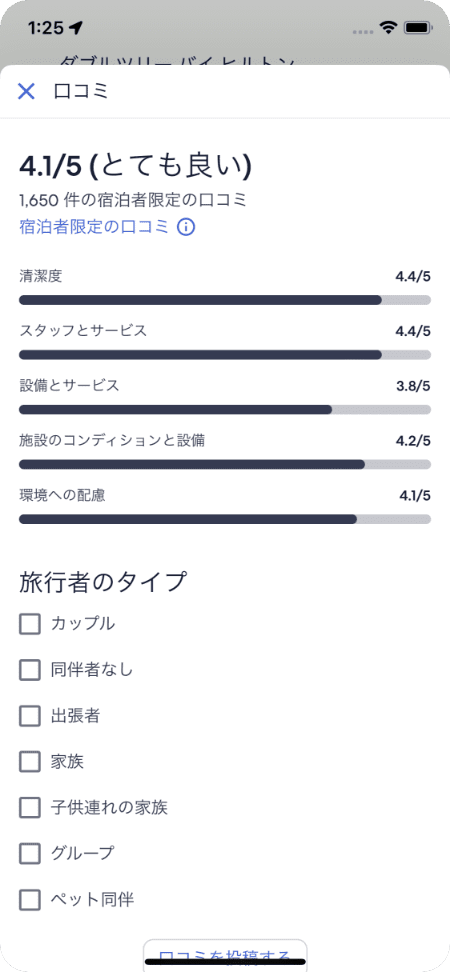 1:25
ダブルツリー バイ ヒルトン
口コミ
4.1/5 (とても良い)
1,650 件の宿泊者限定の口コミ
宿泊者限定の口コミ
清潔度 4.4/5
スタッフとサービス 4.4/5
設備とサービス 3.8/5
施設のコンディションと設備 4.2/5
環境への配慮 4.1/5
旅行者のタイプ
カップル
同伴者なし
出張者
家族
子供連れの家族
グループ
ペット同伴
口コミを投稿する